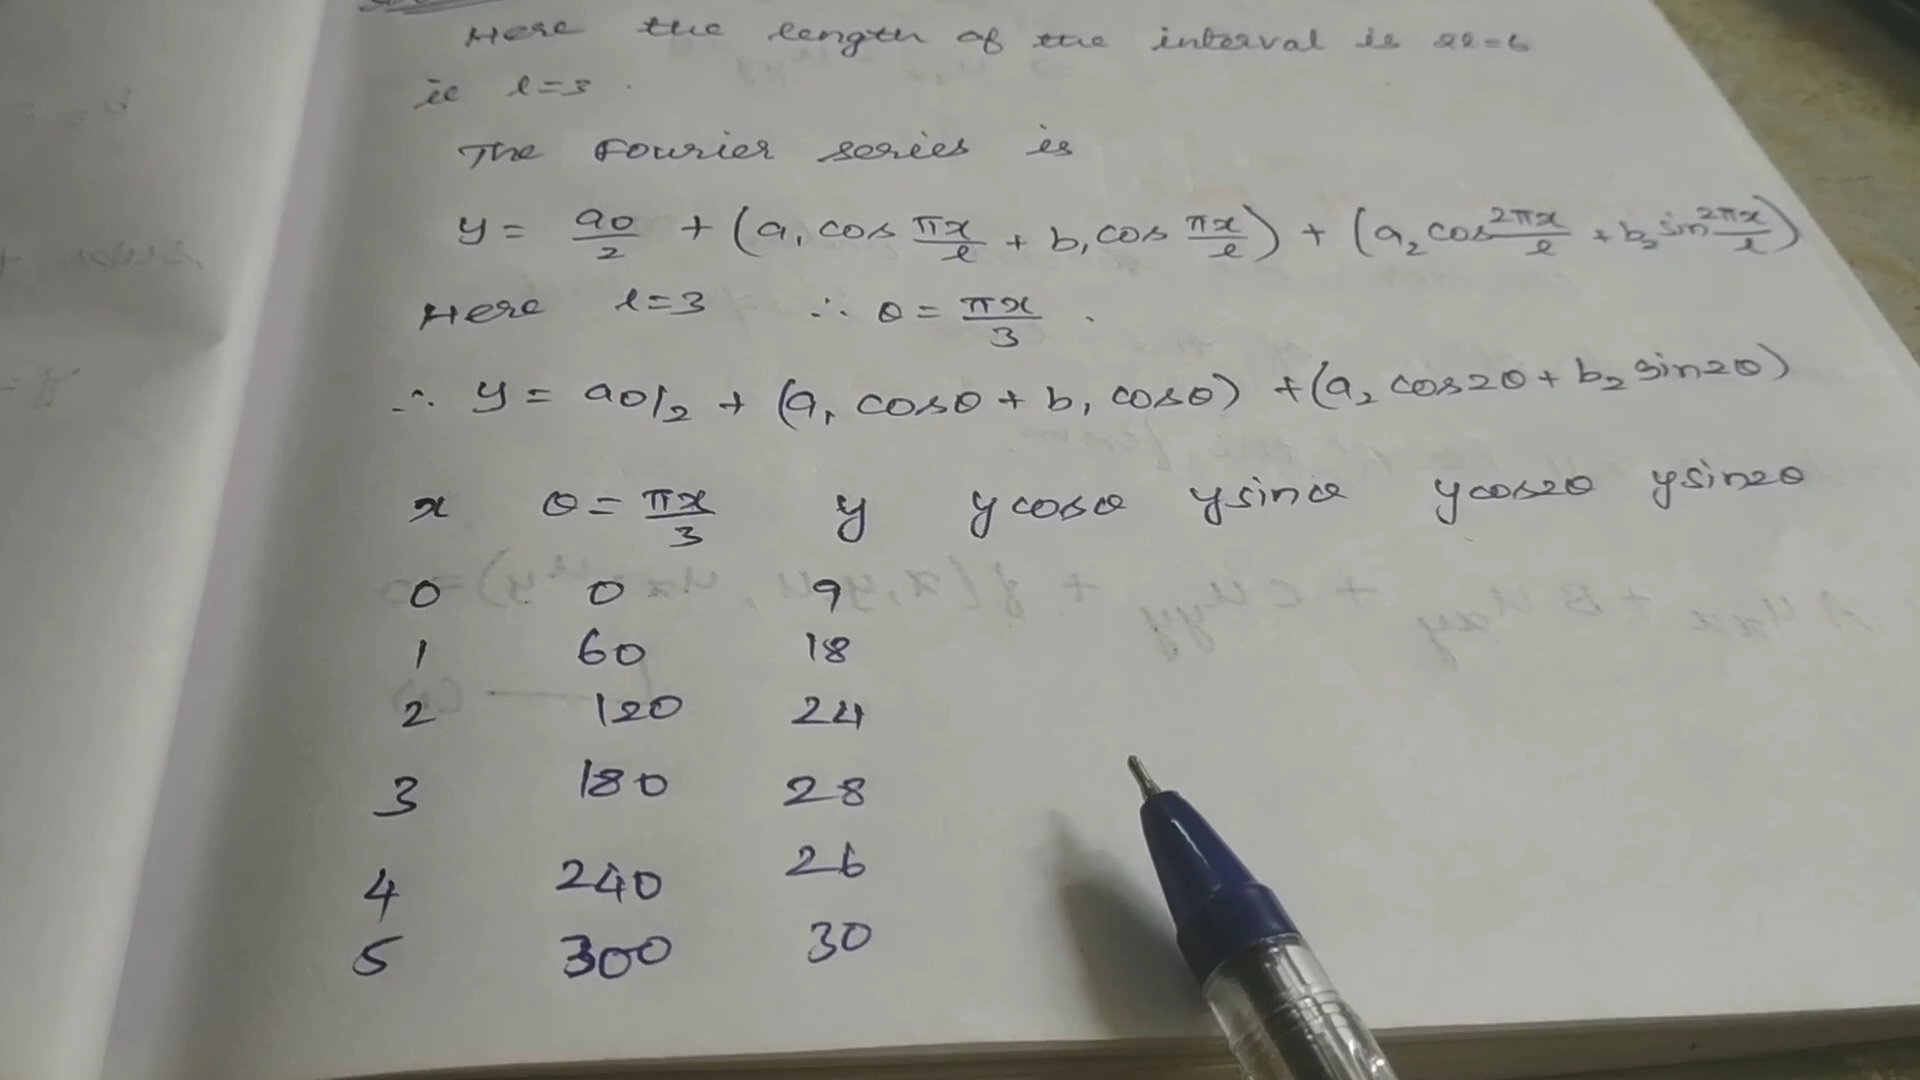 Here the length of the interval is 2l=6
ie l=3.
The Fourier series is
y = a0/2 + (a₁ cos πx/l + b₁ cos πx/l) + (a₂ cos 2πx/l + b₂ sin 2πx/l)
Here l=3 ∴ θ = πx/3.
∴ y = a0/2 + (a₁ cosθ + b₁ cosθ) + (a₂ cos2θ + b₂ sin2θ)
x θ = πx/3 y ycosθ ysinθ ycos2θ ysin2θ
0 0 9
1 60 18
2 120 24
3 180 28
4 240 26
5 300 30